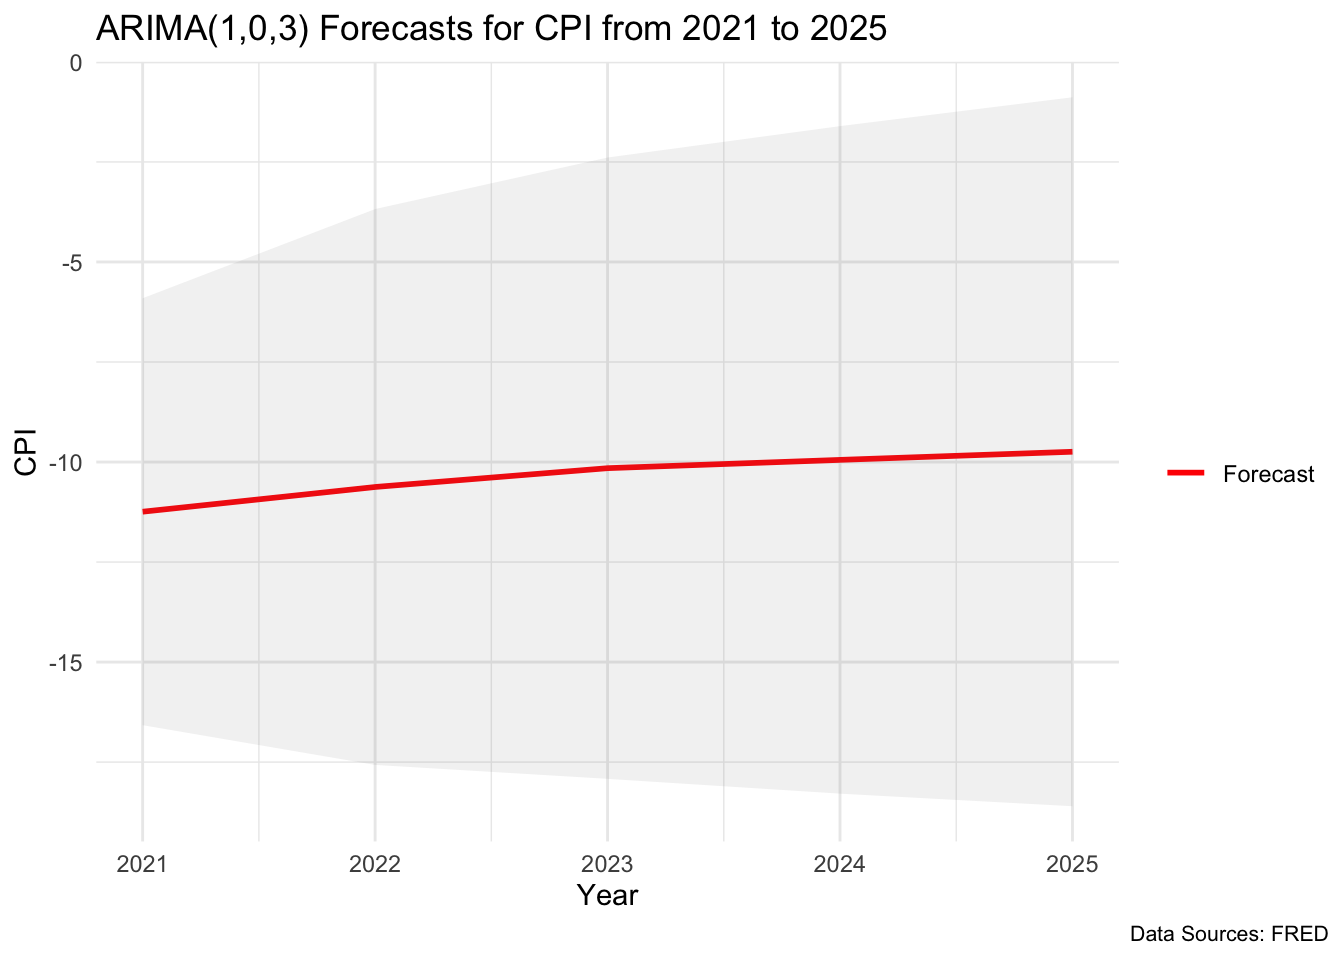 ARIMA(1,0,3) Forecasts for CPI from 2021 to 2025
0
-5
-10
-15
CPI
Forecast
2021 2022 2023 2024 2025
Year
Data Sources: FRED